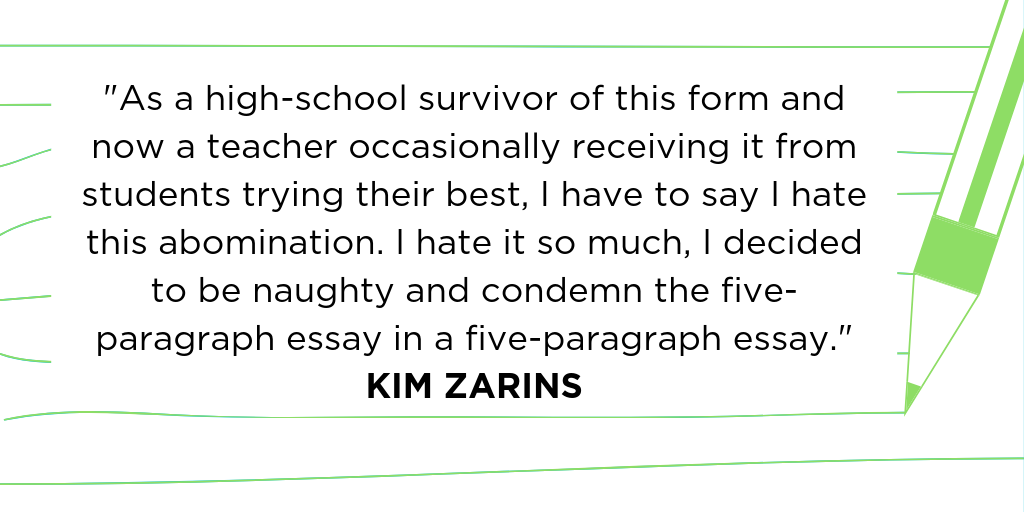 "As a high-school survivor of this form and
now a teacher occasionally receiving it from
students trying their best, I have to say I hate
this abomination. I hate it so much, I decided
to be naughty and condemn the five-
paragraph essay in a five-paragraph essay."
KIM ZARINS